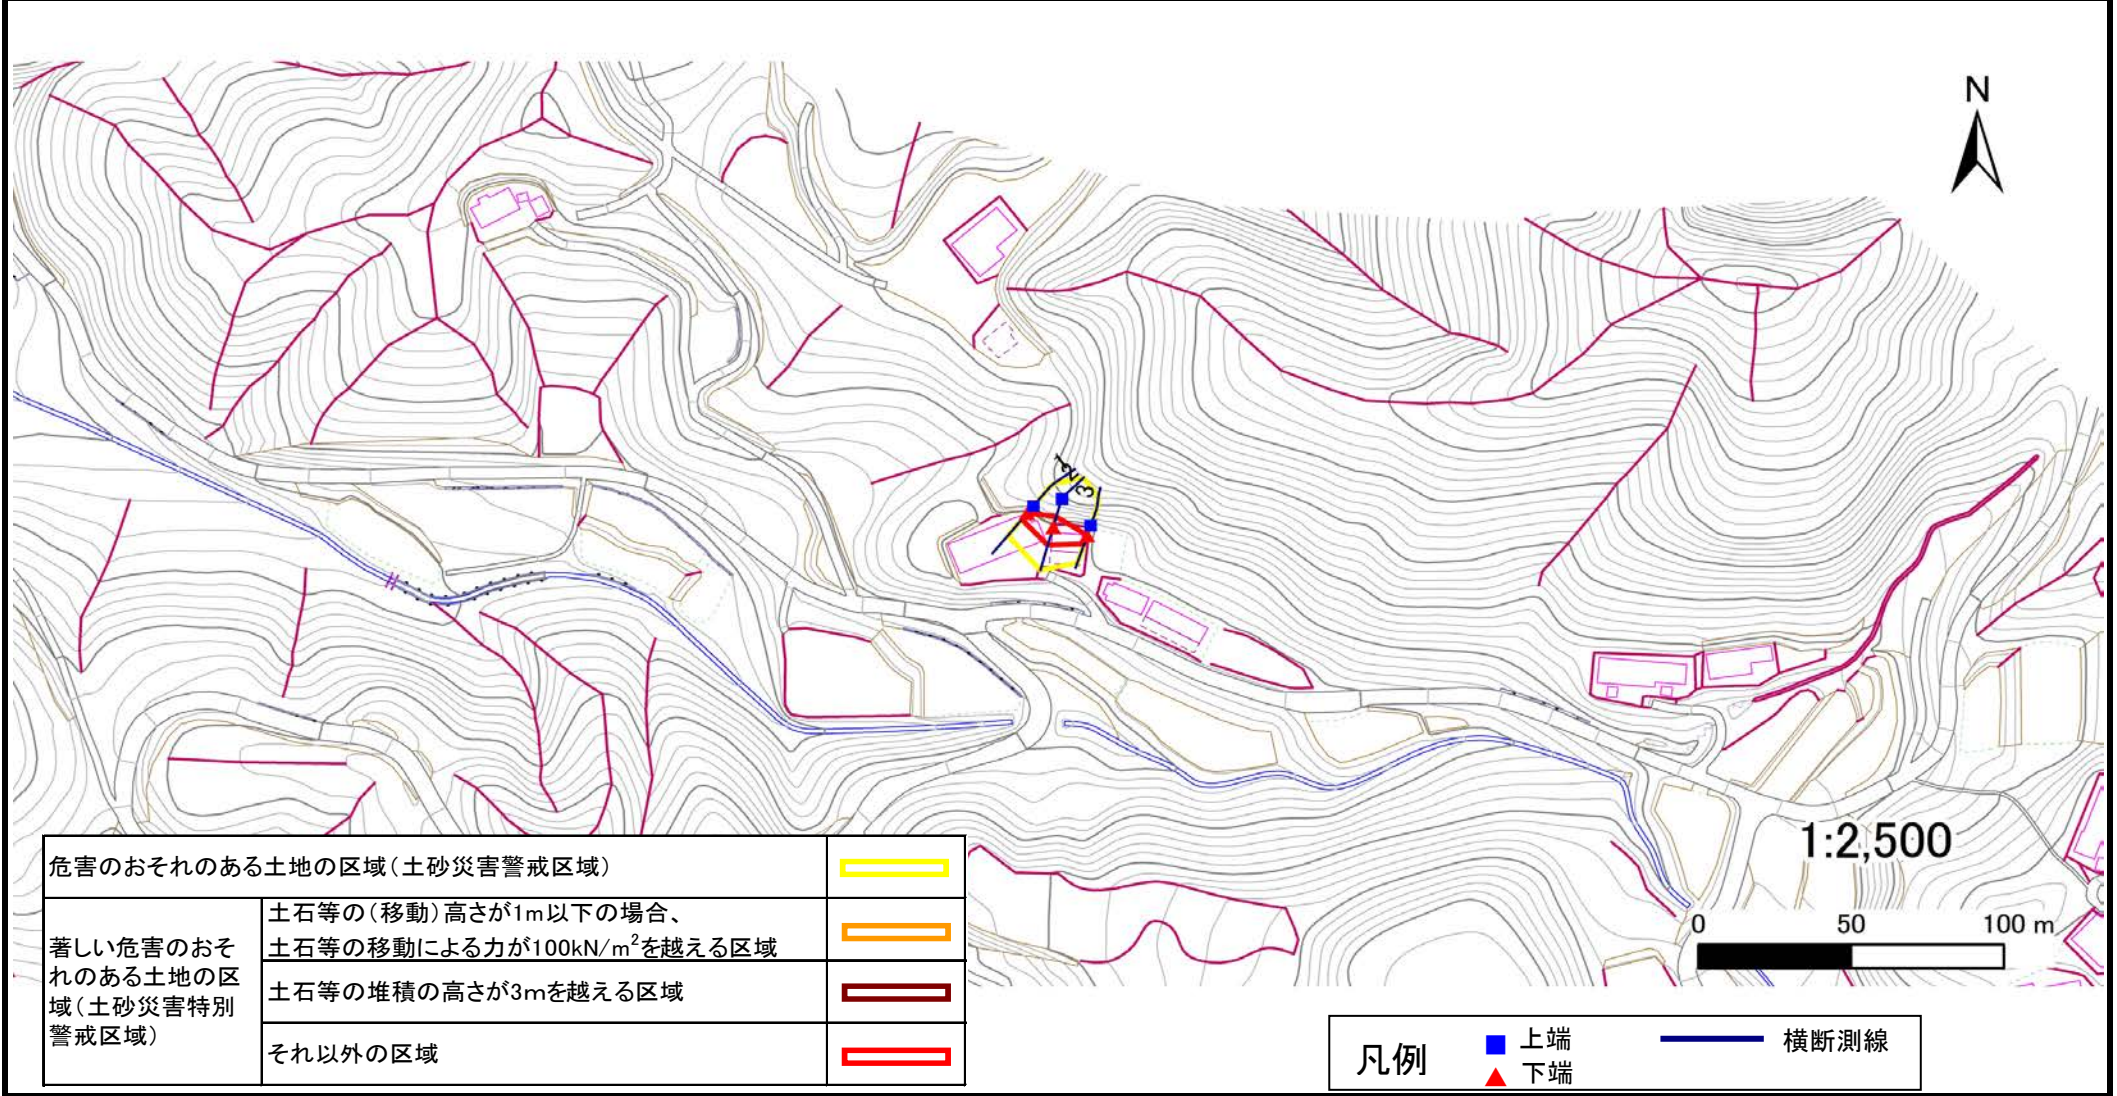 N
1
2
3
1:2,500
0 50 100 m
危害のおそれのある土地の区域(土砂災害警戒区域)
著しい危害のおそ
れのある土地の区
域(土砂災害特別
警戒区域)
土石等の(移動)高さが1m以下の場合、
土石等の移動による力が100kN/m²を越える区域
土石等の堆積の高さが3mを越える区域
それ以外の区域
凡例
上端
下端
横断測線